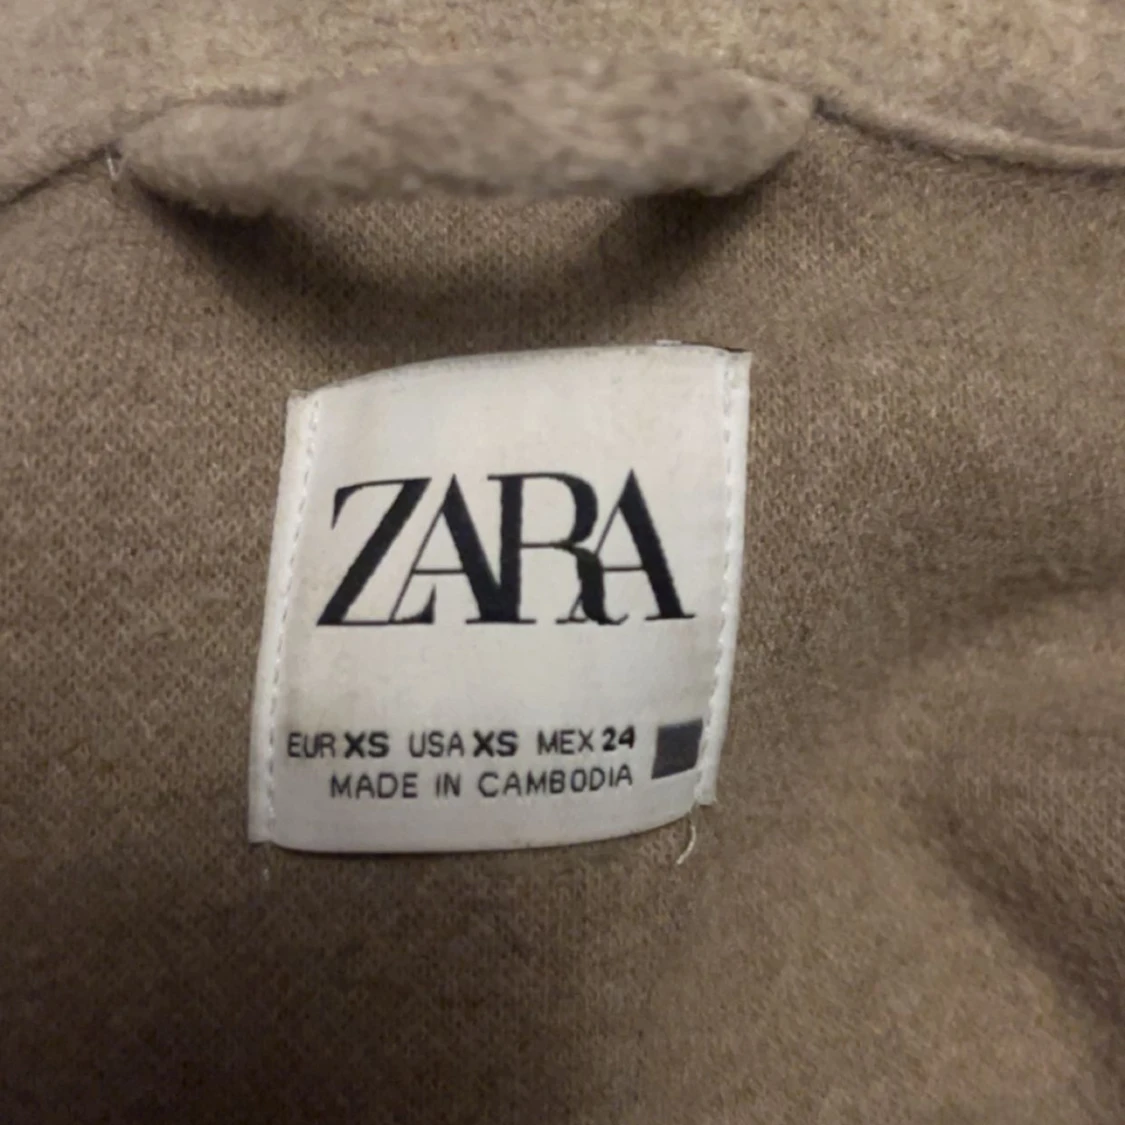 ZARA
EUR XS USA XS MEX 24
MADE IN CAMBODIA